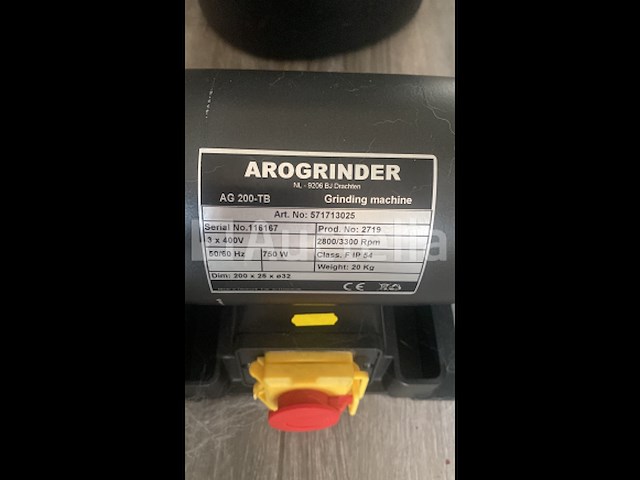 AROGRINDER
NL - 9206 BJ Drachten
AG 200-TB Grinding machine
Art. No: 571713025
Serial No.116167 Prod. No: 2719
3 x 400V 2800/3300 Rpm
50/60 Hz 750 W Class. F IP 54
Weight: 20 Kg
Dim: 200 x 25 x ø32
CE